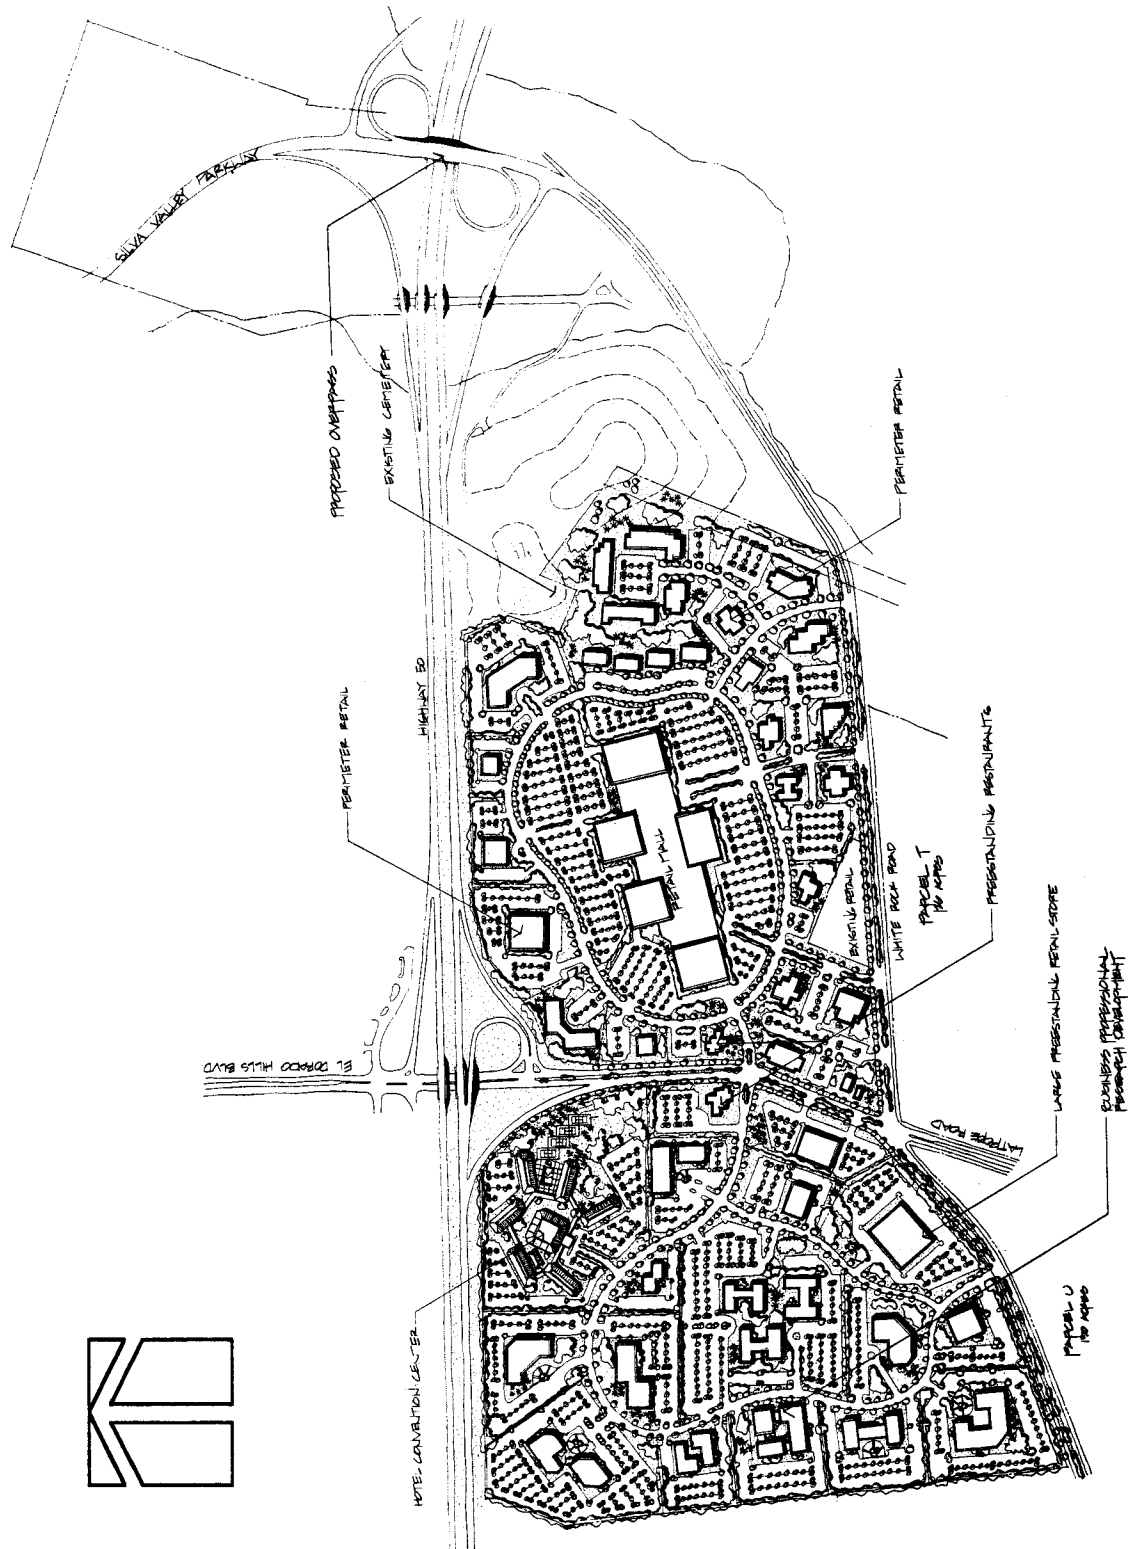 SILVA VALLEY PARKWAY
PROPOSED OVERPASS
EXISTING CEMETERY
PERIMETER RETAIL
HIGHWAY 50
PERIMETER RETAIL
RETAIL MALL
EXISTING RETAIL
WHITE ROCK ROAD
PARCEL T
ACRES
FREESTANDING RESTAURANTS
EL DORADO HILLS BLVD
LATROBE ROAD
LARGE FREESTANDING RETAIL STORE
BUSINESS PROFESSIONAL
RESEARCH DEVELOPMENT
HOTEL CONVENTION CENTER
PARCEL U
ACRES